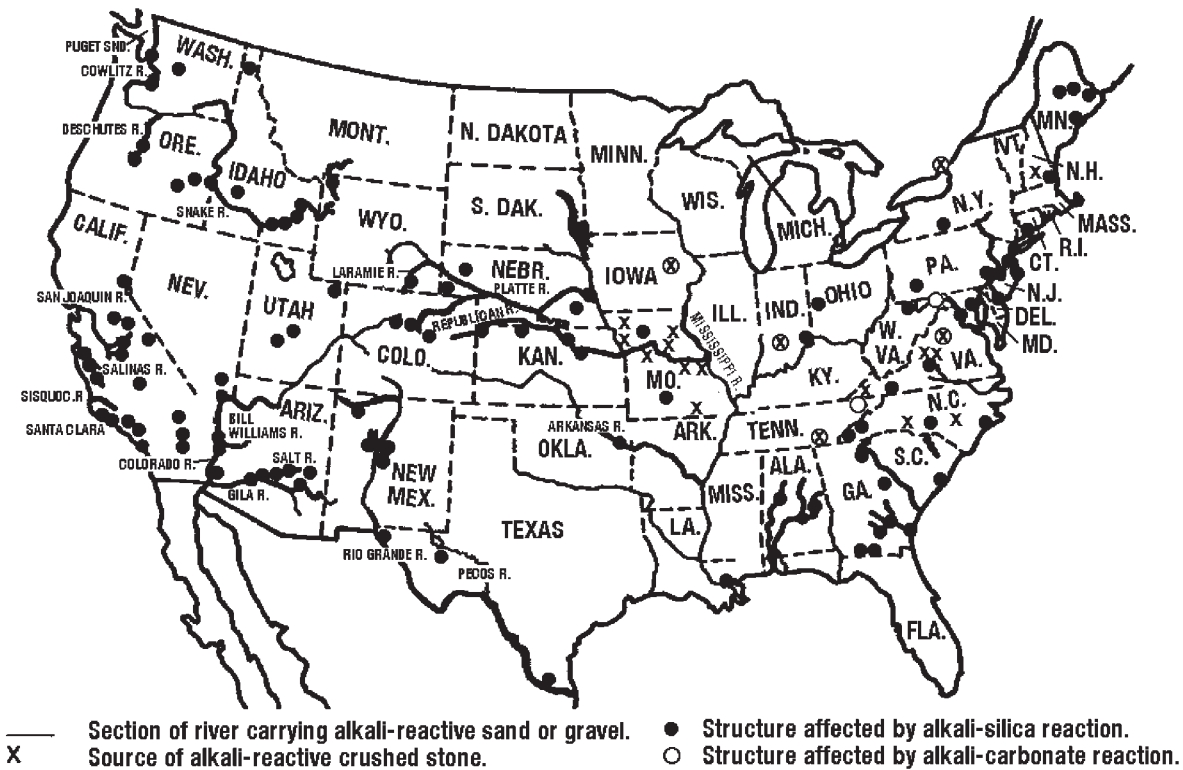 PUGET SND.
WASH.
COWLITZ R.
DESCHUTES R.
ORE.
IDAHO
SNAKE R.
MONT.
N. DAKOTA
MINN.
S. DAK.
WIS.
MICH.
WYO.
CALIF.
NEV.
UTAH
LARAMIE R.
NEBR.
PLATTE R.
IOWA
REPUBLICAN R.
COLO.
KAN.
MO.
ILL.
MISSISSIPPI R.
IND.
OHIO
KY.
W.
VA.
VA.
PA.
N.Y.
VT.
MN.
N.H.
MASS.
R.I.
CT.
N.J.
DEL.
MD.
SAN JOAQUIN R.
SALINAS R.
SISQUOC.R
SANTA CLARA
COLORADO R.
BILL
WILLIAMS R.
ARIZ.
SALT R.
GILA R.
NEW
MEX.
RIO GRANDE R.
PECOS R.
TEXAS
OKLA.
ARKANSAS R.
ARK.
LA.
MISS.
TENN.
ALA.
GA.
N.C.
S.C.
FLA.
Section of river carrying alkali-reactive sand or gravel.
X Source of alkali-reactive crushed stone.
Structure affected by alkali-silica reaction.
Structure affected by alkali-carbonate reaction.